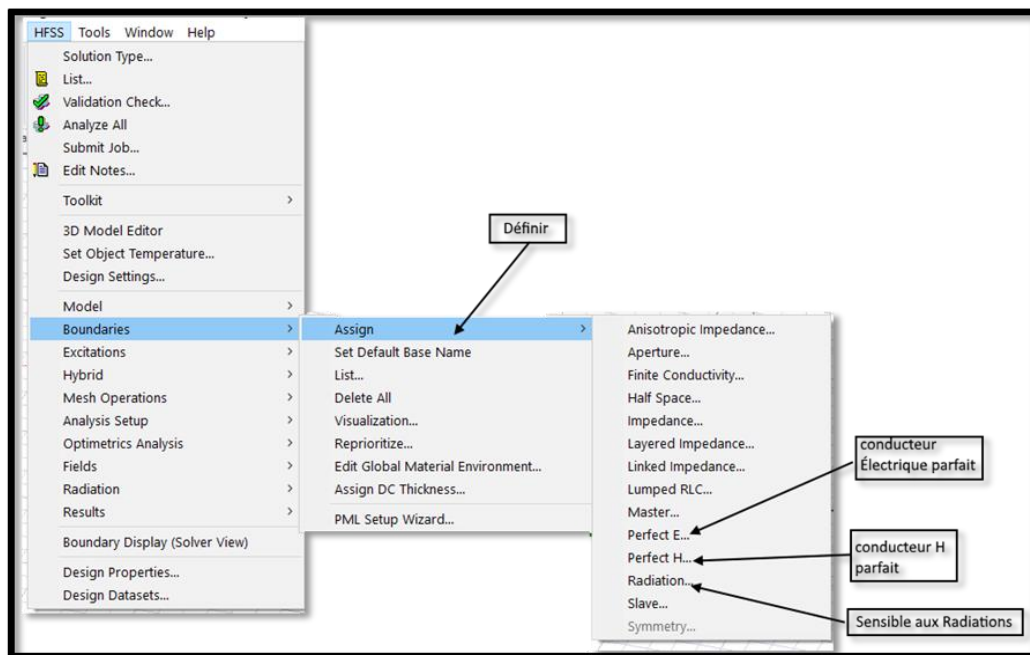 HFSS Tools Window Help
Solution Type...
List...
Validation Check...
Analyze All
Submit Job...
Edit Notes...
Toolkit
3D Model Editor
Set Object Temperature...
Design Settings...
Model
Boundaries
Excitations
Hybrid
Mesh Operations
Analysis Setup
Optimetrics Analysis
Fields
Radiation
Results
Boundary Display (Solver View)
Design Properties...
Design Datasets...
Définir
Assign
Set Default Base Name
List...
Delete All
Visualization...
Reprioritize...
Edit Global Material Environment...
Assign DC Thickness...
PML Setup Wizard...
Anisotropic Impedance...
Aperture...
Finite Conductivity...
Half Space...
Impedance...
Layered Impedance...
Linked Impedance...
Lumped RLC...
Master...
Perfect E...
Perfect H...
Radiation...
Slave...
Symmetry...
conducteur
Électrique parfait
conducteur H
parfait
Sensible aux Radiations